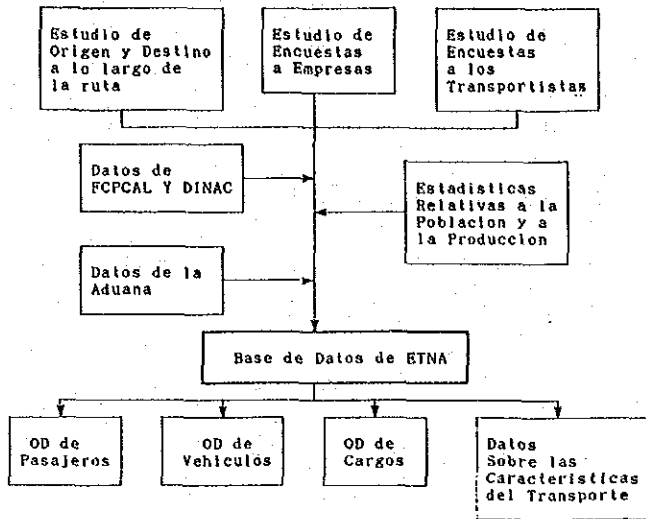 Estudio de
Origen y Destino
a lo largo de
la ruta
Estudio de
Encuéstas
a Empresas
Estudio de
Encuestas
a los
Transportistas
Datos de
FCPCAL Y DINAC
Estadisticas
Relativas a la
Poblacion y a
la Produccion
Datos de la
Aduana
Base de Datos de ETNA
OD de
Pasajeros
OD de
Vehiculos
OD de
Cargos
Datos
Sobre las
Caracteristicas
del Transporte